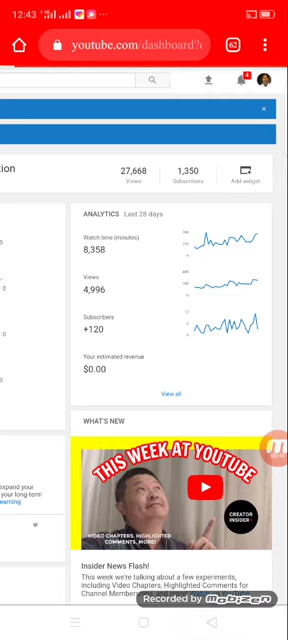 12:43
youtube.com/dashboard?
62
4
tion
27,668
Views
1,350
Subscribers
Add widget
ANALYTICS Last 28 days
Watch time (minutes)
8,358
Views
4,996
Subscribers
+120
Your estimated revenue
$0.00
View all
WHAT'S NEW
THIS WEEK AT YOUTUBE
CREATOR
INSIDER
VIDEO CHAPTERS, HIGHLIGHTED
COMMENTS, MORE!
expand your
your long-term
earning
Insider News Flash!
This week we're talking about a few experiments,
including Video Chapters, Highlighted Comments for
Channel Members
Recorded by mobizen